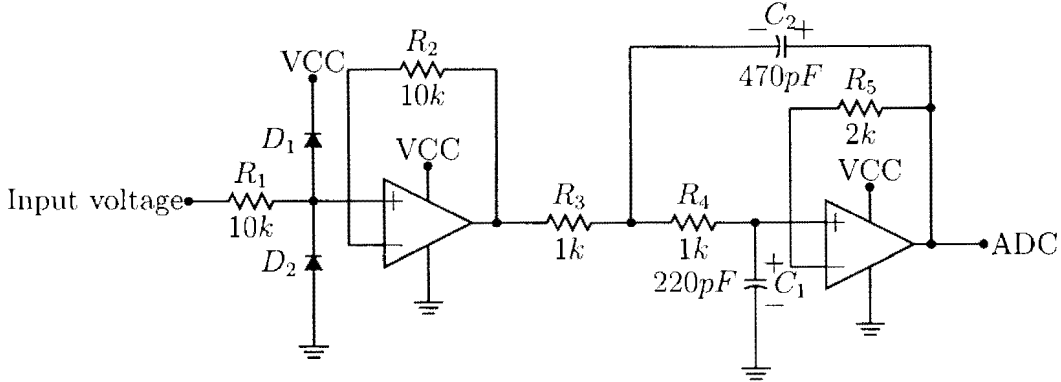 C₂
− +
470pF
R₂
10k
VCC
R₅
2k
D₁
VCC
VCC
R₁
Input voltage
10k
+
−
R₃
1k
R₄
1k
+
−
ADC
D₂
220pF
+
C₁
−